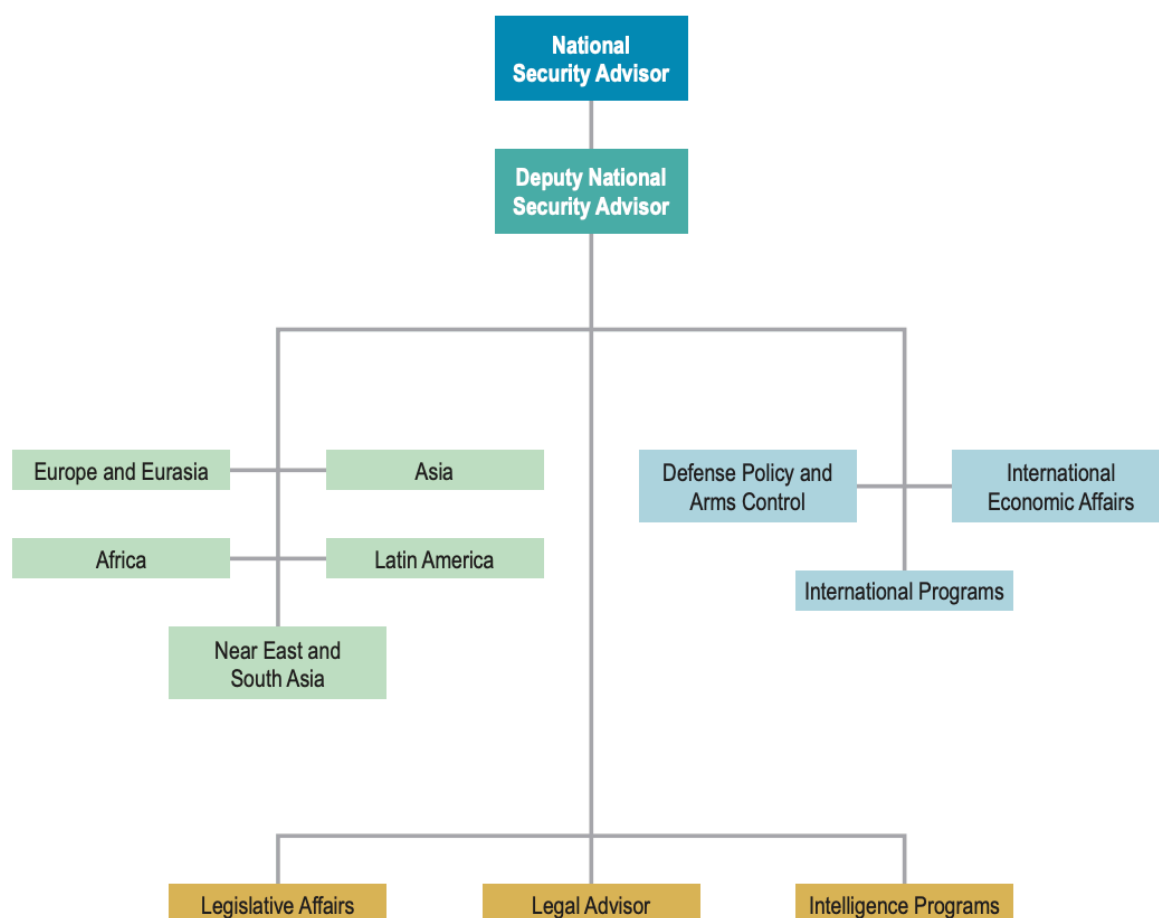 National
Security Advisor
Deputy National
Security Advisor
Europe and Eurasia
Asia
Africa
Latin America
Near East and
South Asia
Defense Policy and
Arms Control
International
Economic Affairs
International Programs
Legislative Affairs
Legal Advisor
Intelligence Programs